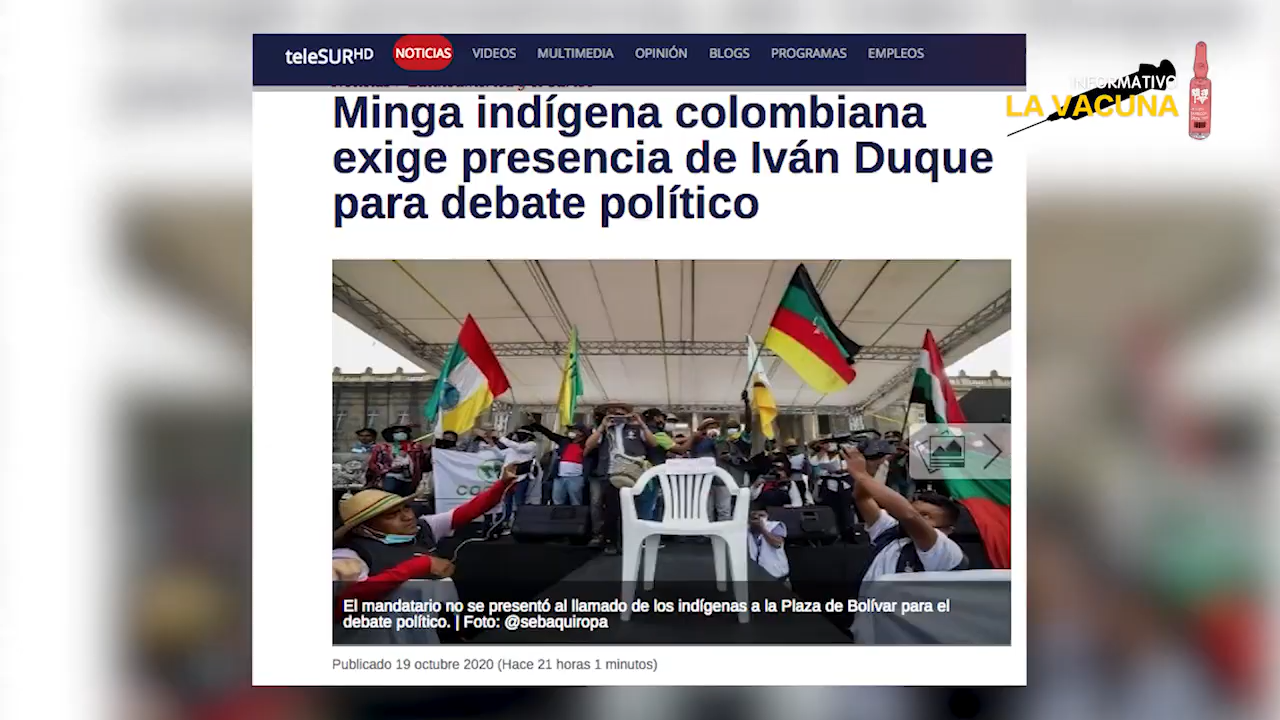 teleSURHD NOTICIAS VIDEOS MULTIMEDIA OPINIÓN BLOGS PROGRAMAS EMPLEOS
INFORMATIVO
LA VACUNA
Minga indígena colombiana
exige presencia de Iván Duque
para debate político
El mandatario no se presentó al llamado de los indígenas a la Plaza de Bolívar para el
debate político. | Foto: @sebaquiropa
Publicado 19 octubre 2020 (Hace 21 horas 1 minutos)